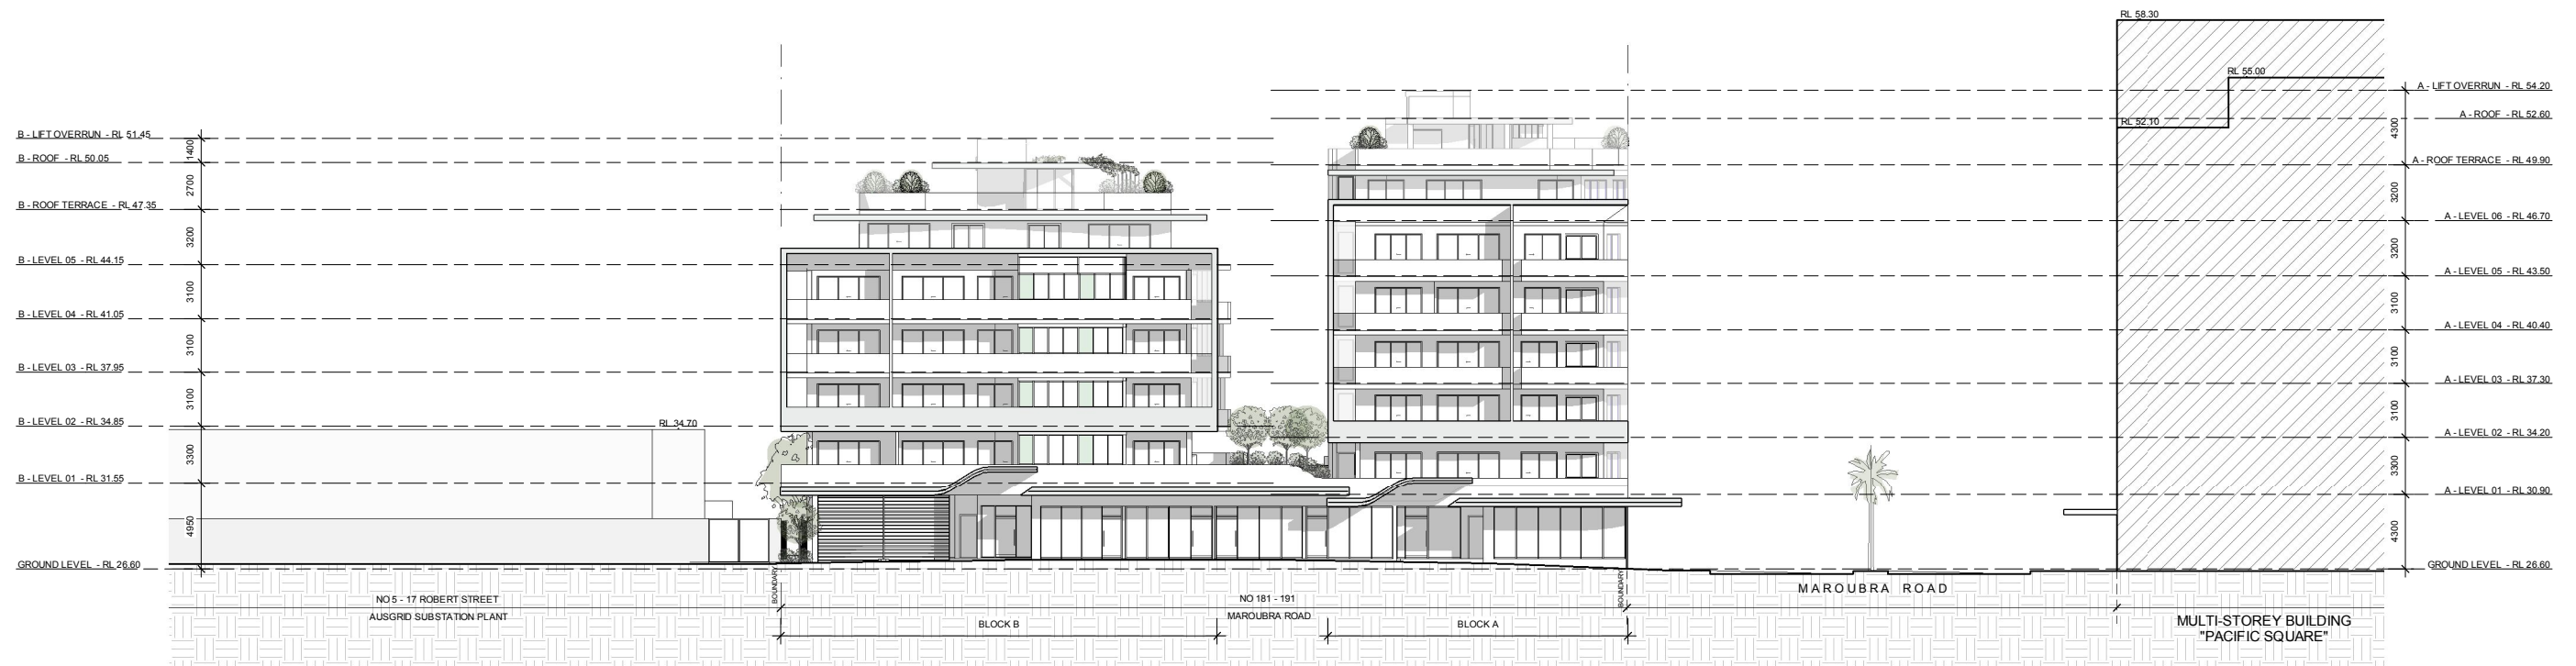 RL 58.30
RL 55.00
A - LIFT OVERRUN - RL 54.20
A - ROOF - RL 52.60
RL 52.10
4300
B - LIFT OVERRUN - RL 51.45
1400
B - ROOF - RL 50.05
A - ROOF TERRACE - RL 49.90
2700
3200
B - ROOF TERRACE - RL 47.35
A - LEVEL 06 - RL 46.70
3200
3200
B - LEVEL 05 - RL 44.15
A - LEVEL 05 - RL 43.50
3100
3100
B - LEVEL 04 - RL 41.05
A - LEVEL 04 - RL 40.40
3100
3100
B - LEVEL 03 - RL 37.95
A - LEVEL 03 - RL 37.30
3100
3100
B - LEVEL 02 - RL 34.85
RL 34.70
A - LEVEL 02 - RL 34.20
3300
3300
B - LEVEL 01 - RL 31.55
A - LEVEL 01 - RL 30.90
4950
4300
GROUND LEVEL - RL 26.60
GROUND LEVEL - RL 26.60
BOUNDARY
BOUNDARY
MAROUBRA ROAD
NO 5 - 17 ROBERT STREET
AUSGRID SUBSTATION PLANT
NO 181 - 191
MAROUBRA ROAD
BLOCK B
BLOCK A
MULTI-STOREY BUILDING
"PACIFIC SQUARE"